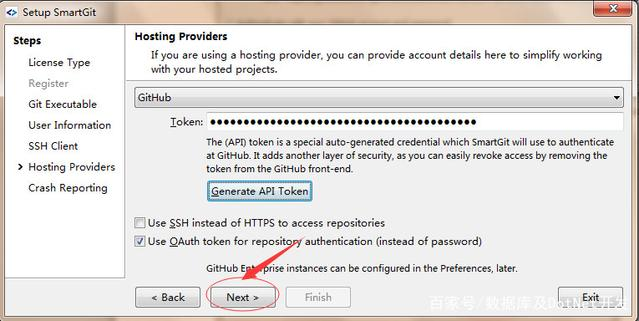 Setup SmartGit
Steps
License Type
Register
Git Executable
User Information
SSH Client
Hosting Providers
Crash Reporting
Hosting Providers
If you are using a hosting provider, you can provide account details here to simplify working
with your hosted projects.
GitHub
Token: ●●●●●●●●●●●●●●●●●●●●●●●●●●●●●●●●●●●●●●●●
The (API) token is a special auto-generated credential which SmartGit will use to authenticate
at GitHub. It adds another layer of security, as you can easily revoke access by removing the
token from the GitHub front-end.
Generate API Token
Use SSH instead of HTTPS to access repositories
Use OAuth token for repository authentication (instead of password)
GitHub Enterprise instances can be configured in the Preferences, later.
< Back Next > Finish Exit
百家号/数据库及DotNet开发